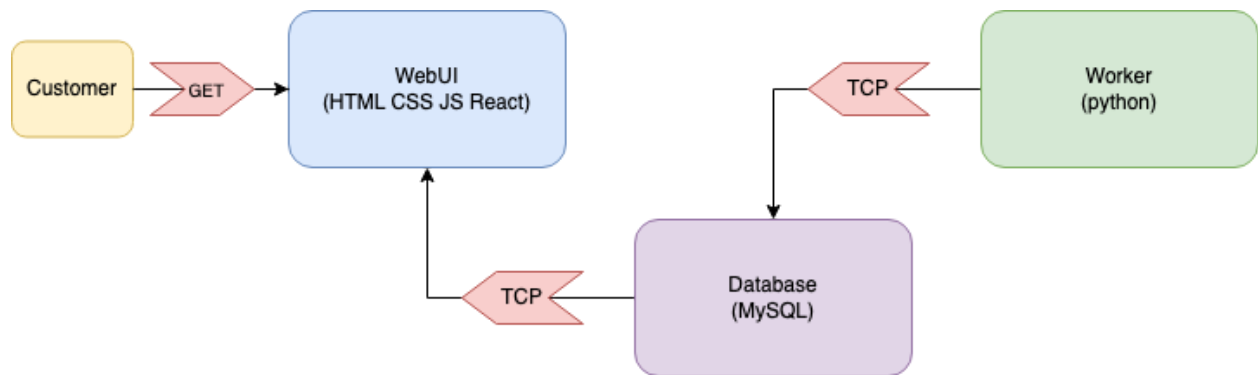 Customer
GET
WebUI
(HTML CSS JS React)
TCP
Worker
(python)
TCP
Database
(MySQL)